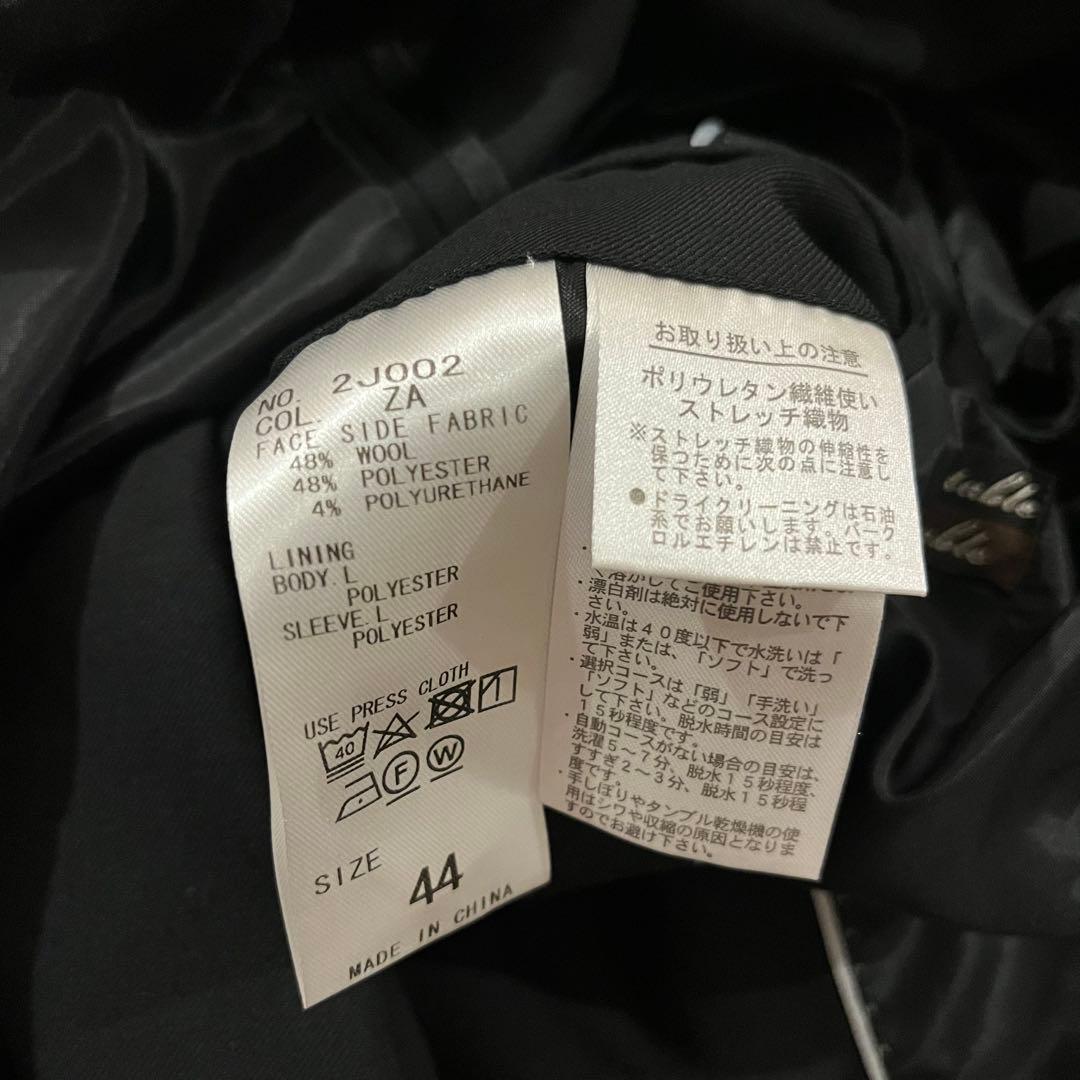 NO. 2J002
COL. ZA
FACE SIDE FABRIC
48% WOOL
48% POLYESTER
4% POLYURETHANE
LINING
BODY.L
POLYESTER
SLEEVE.L
POLYESTER
USE PRESS CLOTH
40
F W
SIZE 44
MADE IN CHINA
お取り扱い上の注意
ポリウレタン繊維使い
ストレッチ織物
※ストレッチ織物の伸縮性を
保つために次の点に注意し
て下さい。
●ドライクリーニングは石油
系でお願いします。パーク
ロルエチレンは禁止です。
溶かしてご使用下さい。
・漂白剤は絶対に使用しないで下
さい。
・水温は40度以下で水洗いは「
弱」または、「ソフト」で洗っ
て下さい。
・選択コースは「弱」「手洗い」
「ソフト」などのコース設定に
して下さい。脱水時間の目安は
15秒程度です。
・自動コースがない場合の目安は、
洗濯5～7分、脱水15秒程度、
すすぎ2～3分、脱水15秒程
度です。
・手しぼりやタンブル乾燥機の使
用はシワや収縮の原因となりま
すのでお避け下さい。